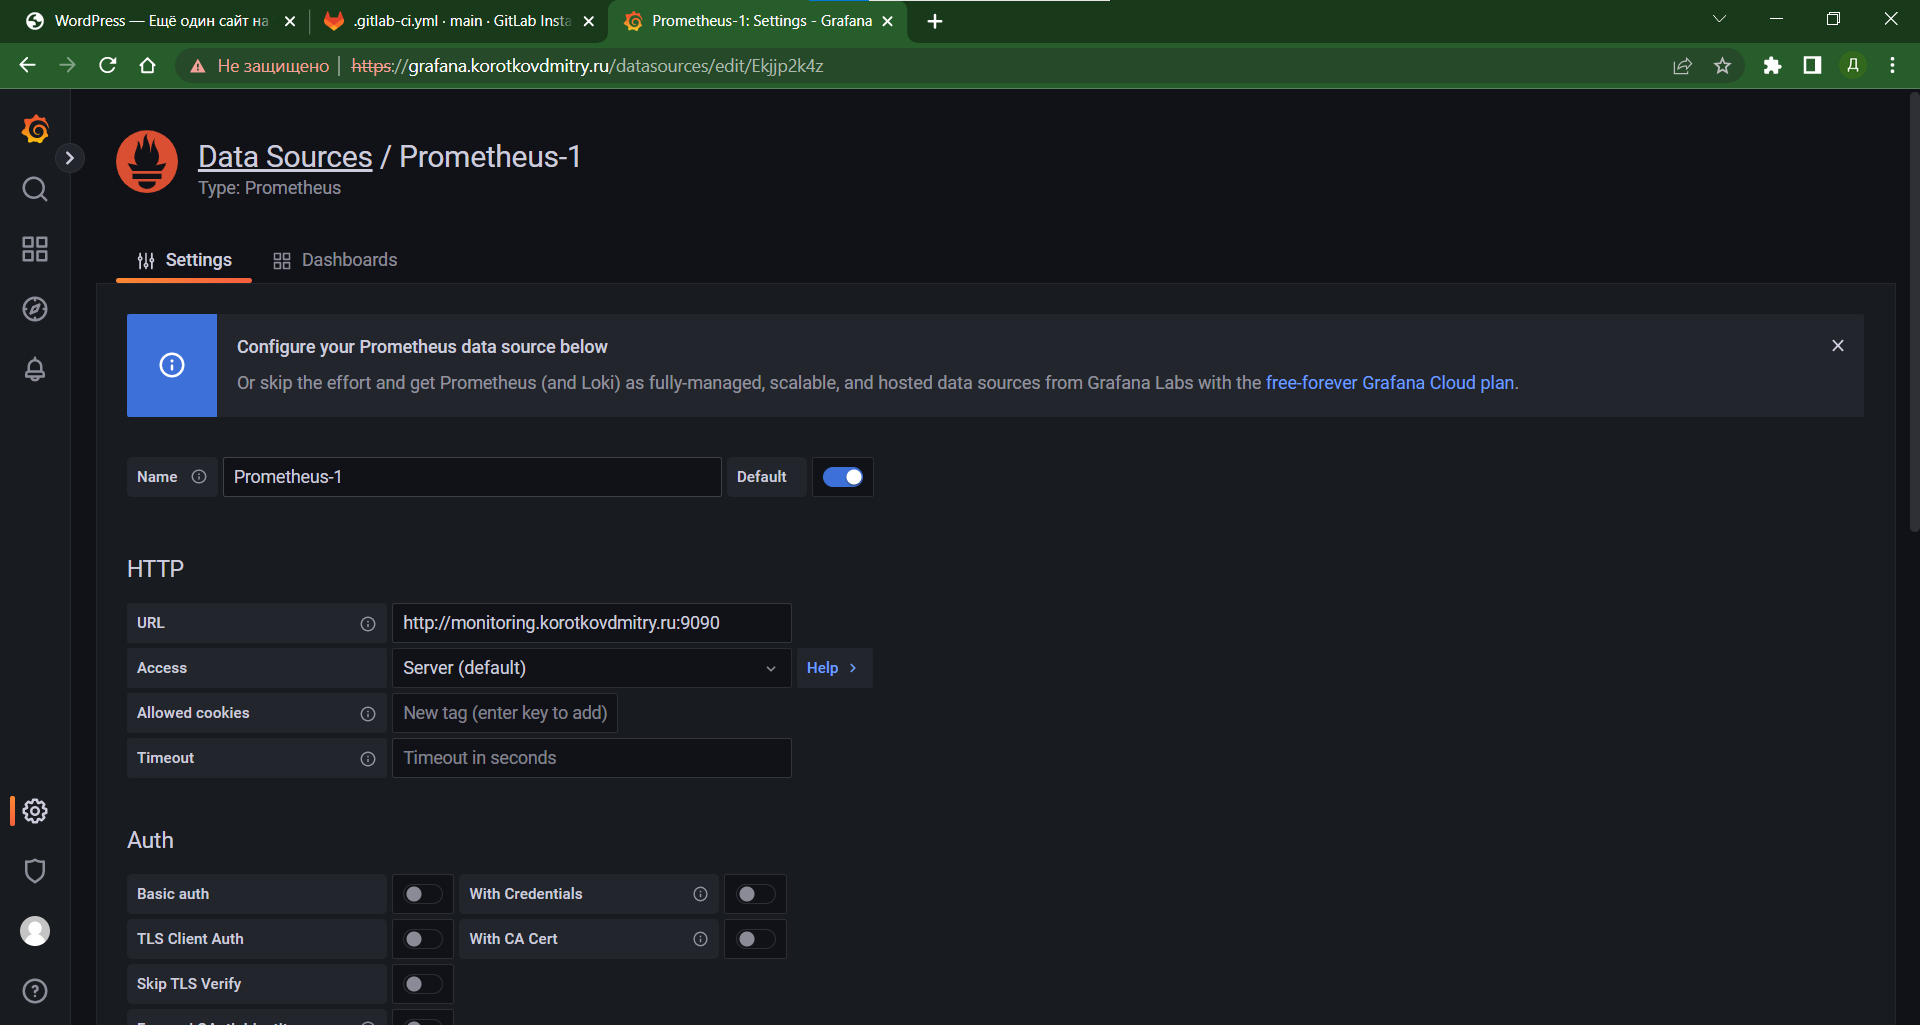 WordPress — Ещё один сайт на
.gitlab-ci.yml · main · GitLab Insta
Prometheus-1: Settings - Grafana
Не защищено
https://grafana.korotkovdmitry.ru/datasources/edit/Ekjjp2k4z
Д
Data Sources / Prometheus-1
Type: Prometheus
Settings
Dashboards
Configure your Prometheus data source below
Or skip the effort and get Prometheus (and Loki) as fully-managed, scalable, and hosted data sources from Grafana Labs with the free-forever Grafana Cloud plan.
Name
Prometheus-1
Default
HTTP
URL
http://monitoring.korotkovdmitry.ru:9090
Access
Server (default)
Help
Allowed cookies
New tag (enter key to add)
Timeout
Timeout in seconds
Auth
Basic auth
With Credentials
TLS Client Auth
With CA Cert
Skip TLS Verify